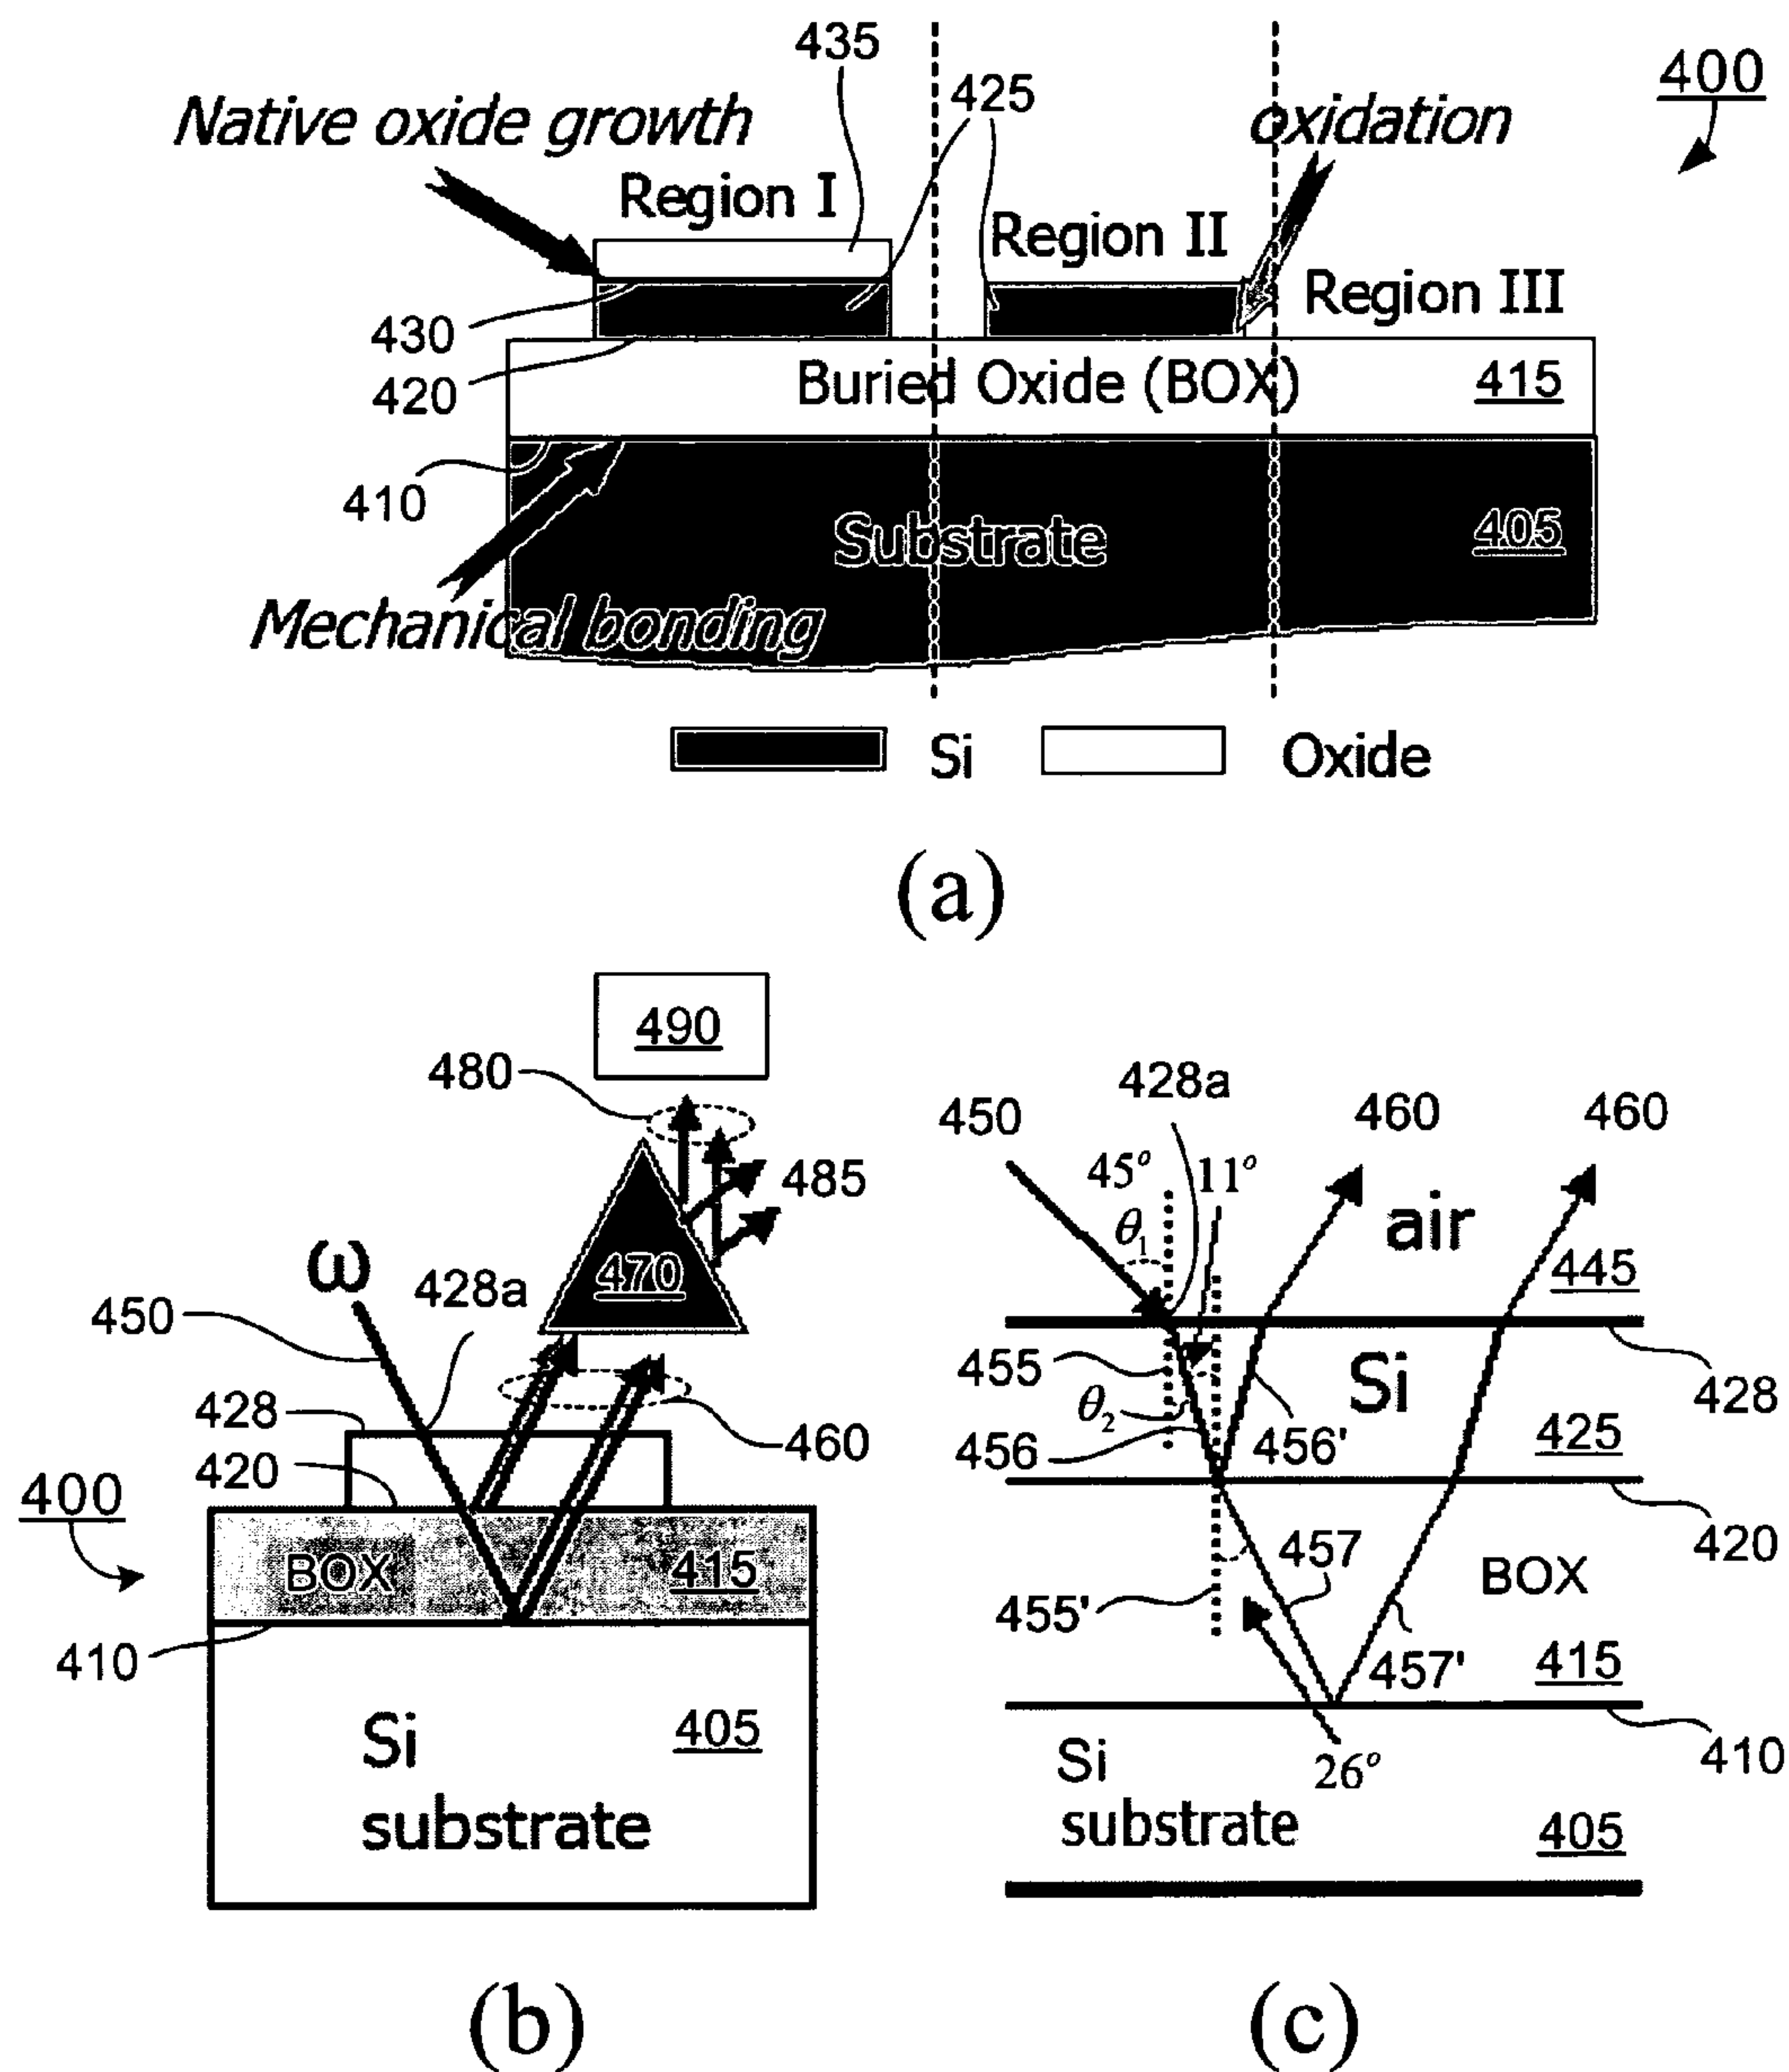 435
425
400
Native oxide growth
oxidation
Region I
Region II
Region III
430
420
Buried Oxide (BOX)
415
410
Substrate
405
Mechanical bonding
Si
Oxide
(a)
490
480
485
470
ω
428a
450
428
460
420
400
BOX
415
410
Si
substrate
405
(b)
428a
450
460
460
45°
11°
θ1
air
445
455
Si
428
θ2
456
456'
425
420
457
BOX
455'
457'
415
Si
substrate
26°
410
405
(c)